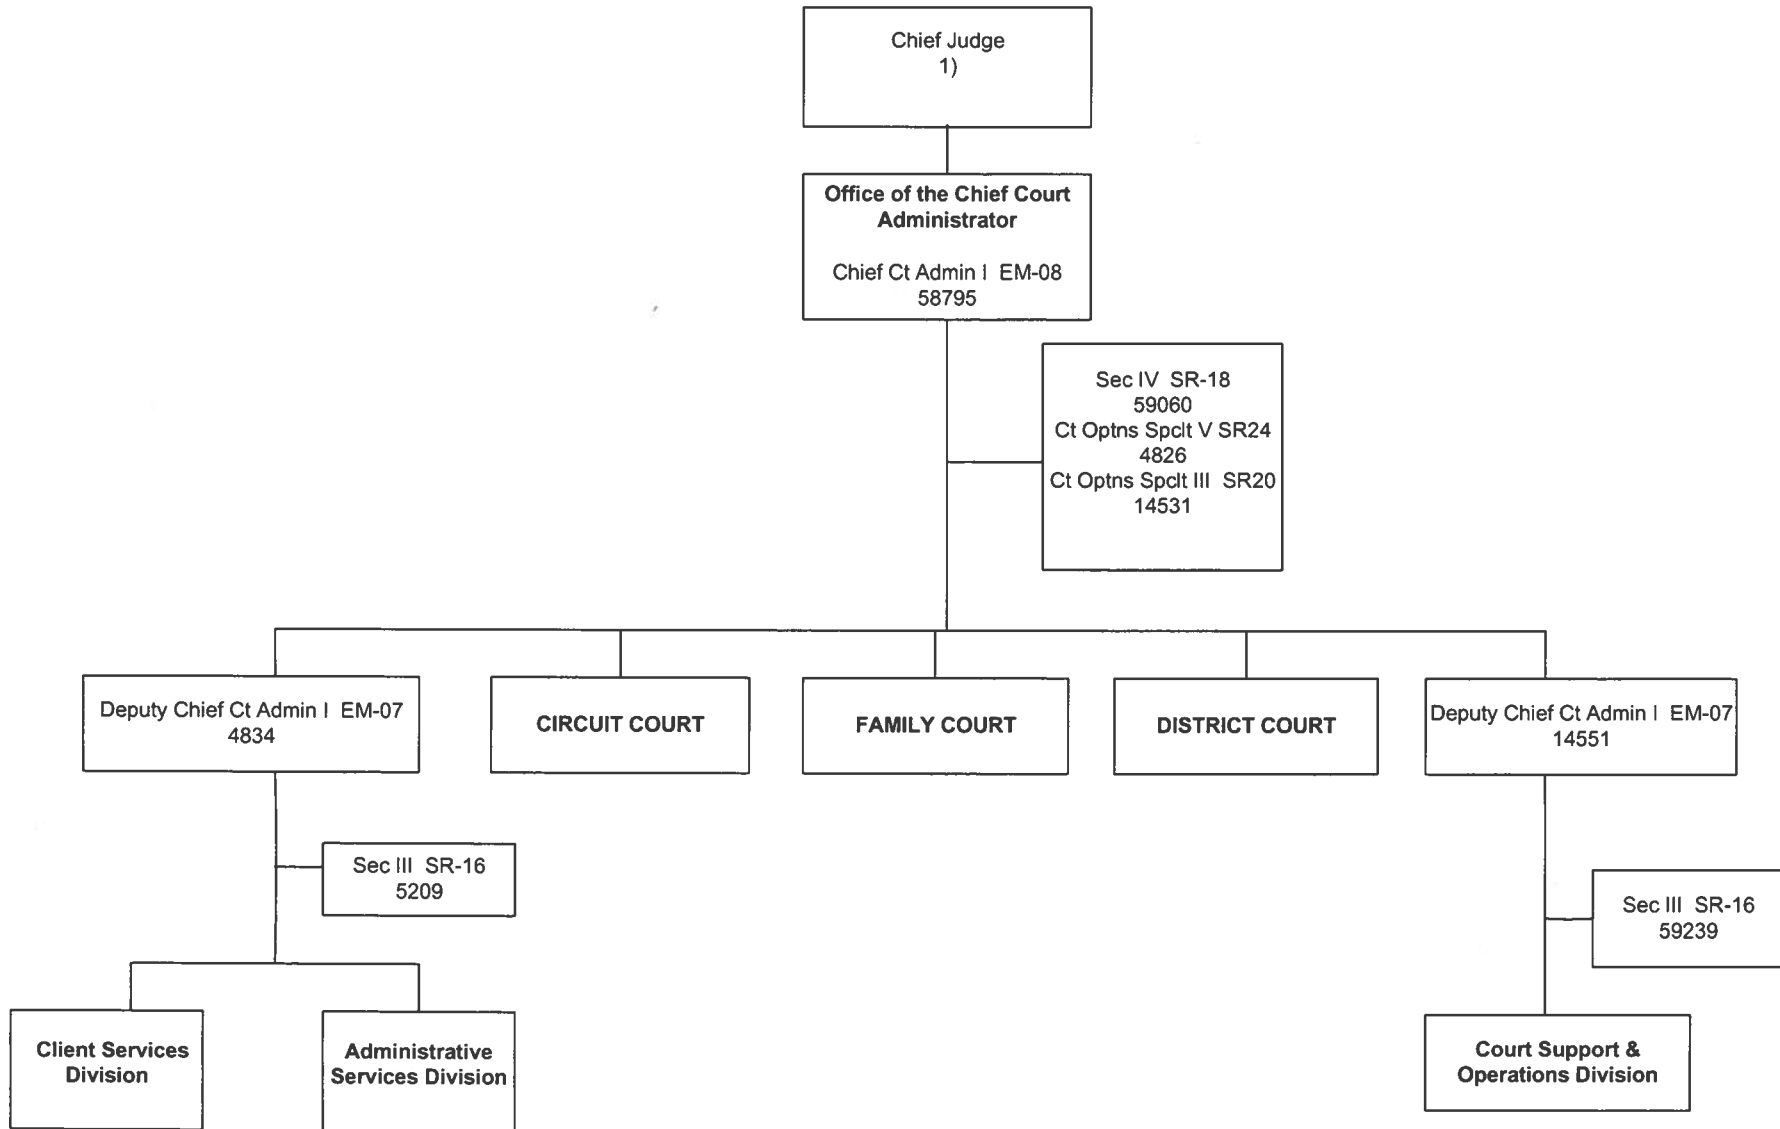 Chief Judge
1)
Office of the Chief Court
Administrator
Chief Ct Admin I EM-08
58795
Sec IV SR-18
59060
Ct Optns Spclt V SR24
4826
Ct Optns Spclt III SR20
14531
Deputy Chief Ct Admin I EM-07
4834
CIRCUIT COURT
FAMILY COURT
DISTRICT COURT
Deputy Chief Ct Admin I EM-07
14551
Sec III SR-16
5209
Sec III SR-16
59239
Client Services
Division
Administrative
Services Division
Court Support &
Operations Division